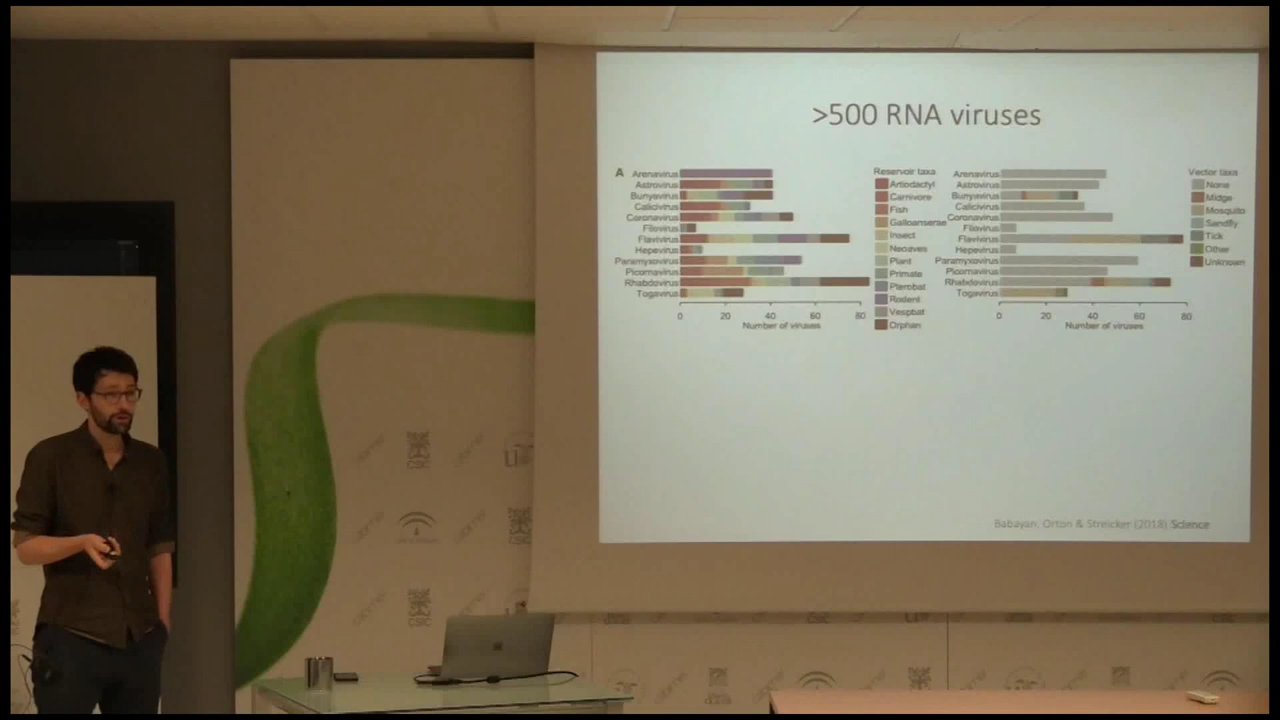 >500 RNA viruses
A
Arenavirus
Astrovirus
Bunyavirus
Calicivirus
Coronavirus
Filovirus
Flavivirus
Hepevirus
Paramyxovirus
Picornavirus
Rhabdovirus
Togavirus
0 20 40 60 80
Number of viruses
Reservoir taxa
Artiodactyl
Carnivore
Fish
Galloanserae
Insect
Neoaves
Plant
Primate
Pterobat
Rodent
Vespbat
Orphan
Arenavirus
Astrovirus
Bunyavirus
Calicivirus
Coronavirus
Filovirus
Flavivirus
Hepevirus
Paramyxovirus
Picornavirus
Rhabdovirus
Togavirus
0 20 40 60 80
Number of viruses
Vector taxa
None
Midge
Mosquito
Sandfly
Tick
Other
Unknown
Babayan, Orton & Streicker (2018) Science
CSIC
CSIC
CSIC